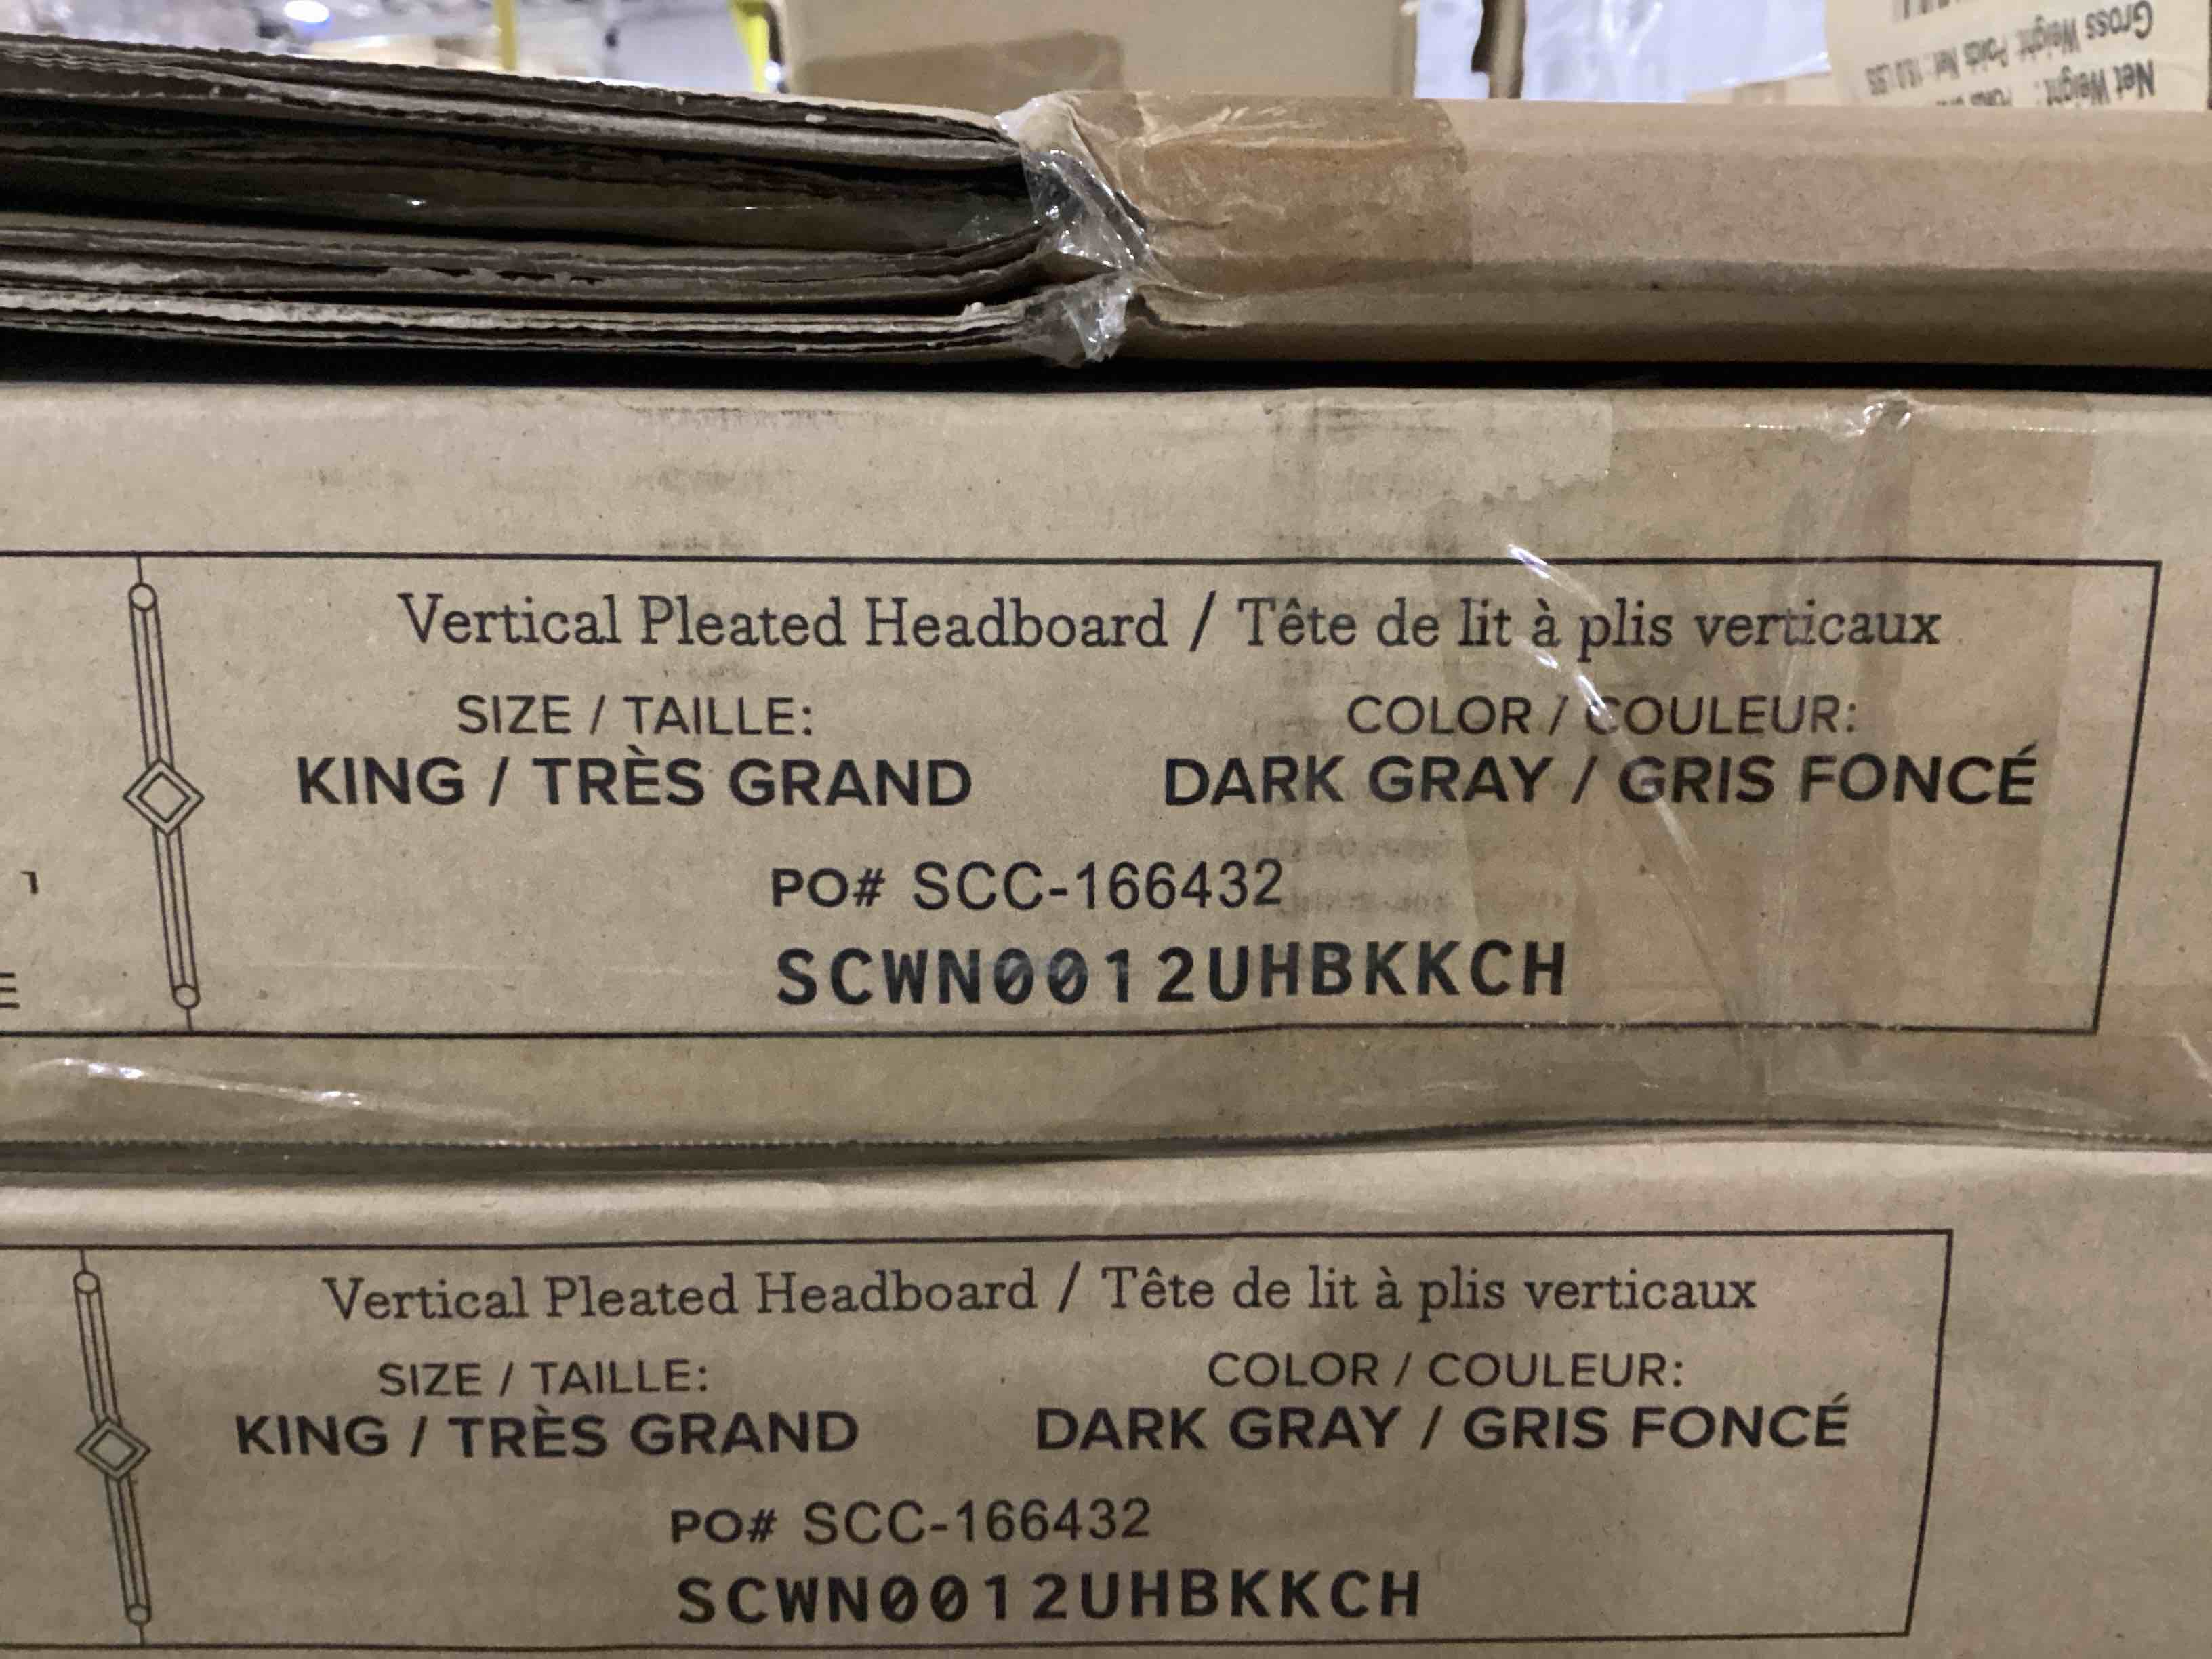 Gross Weight
Net Weight
Vertical Pleated Headboard / Tête de lit à plis verticaux
SIZE / TAILLE:
COLOR / COULEUR:
KING / TRÈS GRAND
DARK GRAY / GRIS FONCÉ
PO# SCC-166432
SCWN0012UHBKKCH
Vertical Pleated Headboard / Tête de lit à plis verticaux
SIZE / TAILLE:
COLOR / COULEUR:
KING / TRÈS GRAND
DARK GRAY / GRIS FONCÉ
PO# SCC-166432
SCWN0012UHBKKCH